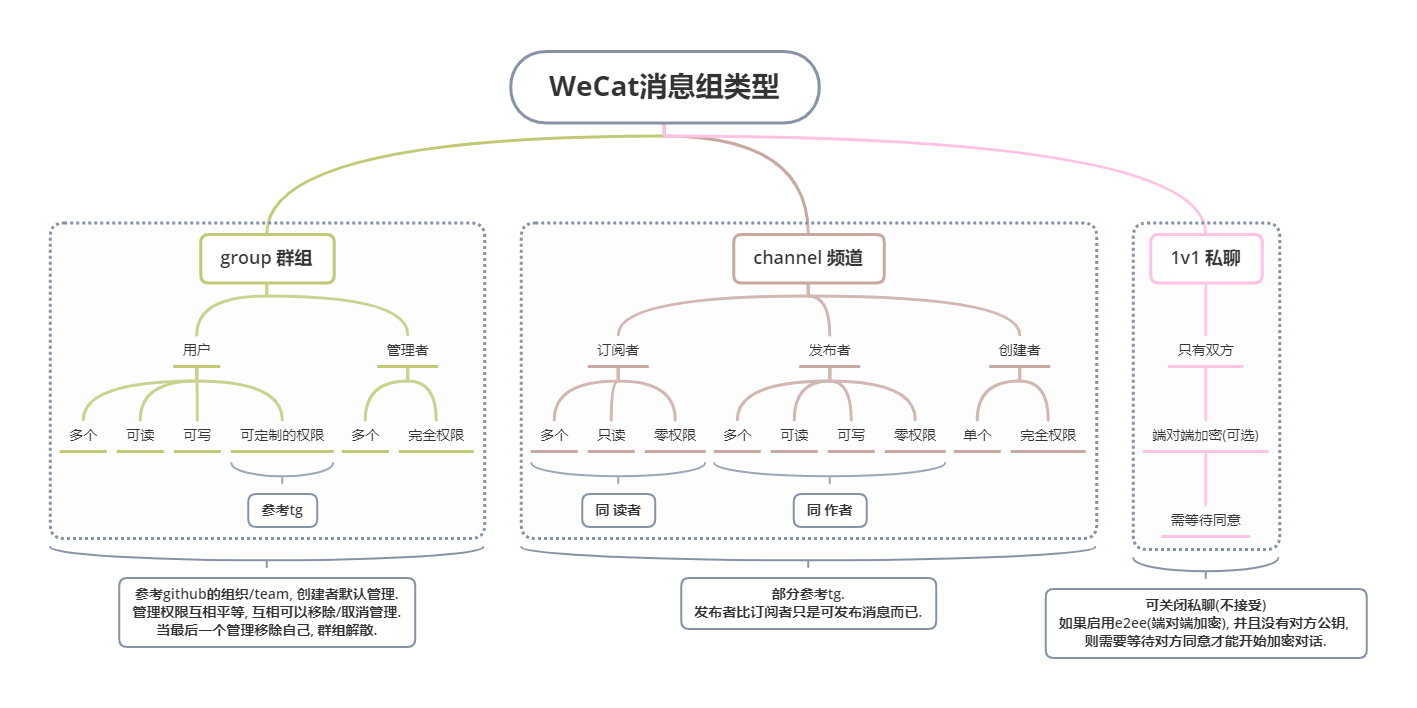 WeCat消息组类型
group 群组
channel 频道
1v1 私聊
用户
管理者
订阅者
发布者
创建者
只有双方
多个
可读
可写
可定制的权限
多个
完全权限
多个
只读
零权限
多个
可读
可写
零权限
单个
完全权限
端对端加密(可选)
参考tg
同 读者
同 作者
需等待同意
参考github的组织/team, 创建者默认管理.
管理权限互相平等, 互相可以移除/取消管理.
当最后一个管理移除自己, 群组解散.
部分参考tg.
发布者比订阅者只是可发布消息而已.
可关闭私聊(不接受)
如果启用e2ee(端对端加密), 并且没有对方公钥,
则需要等待对方同意才能开始加密对话.